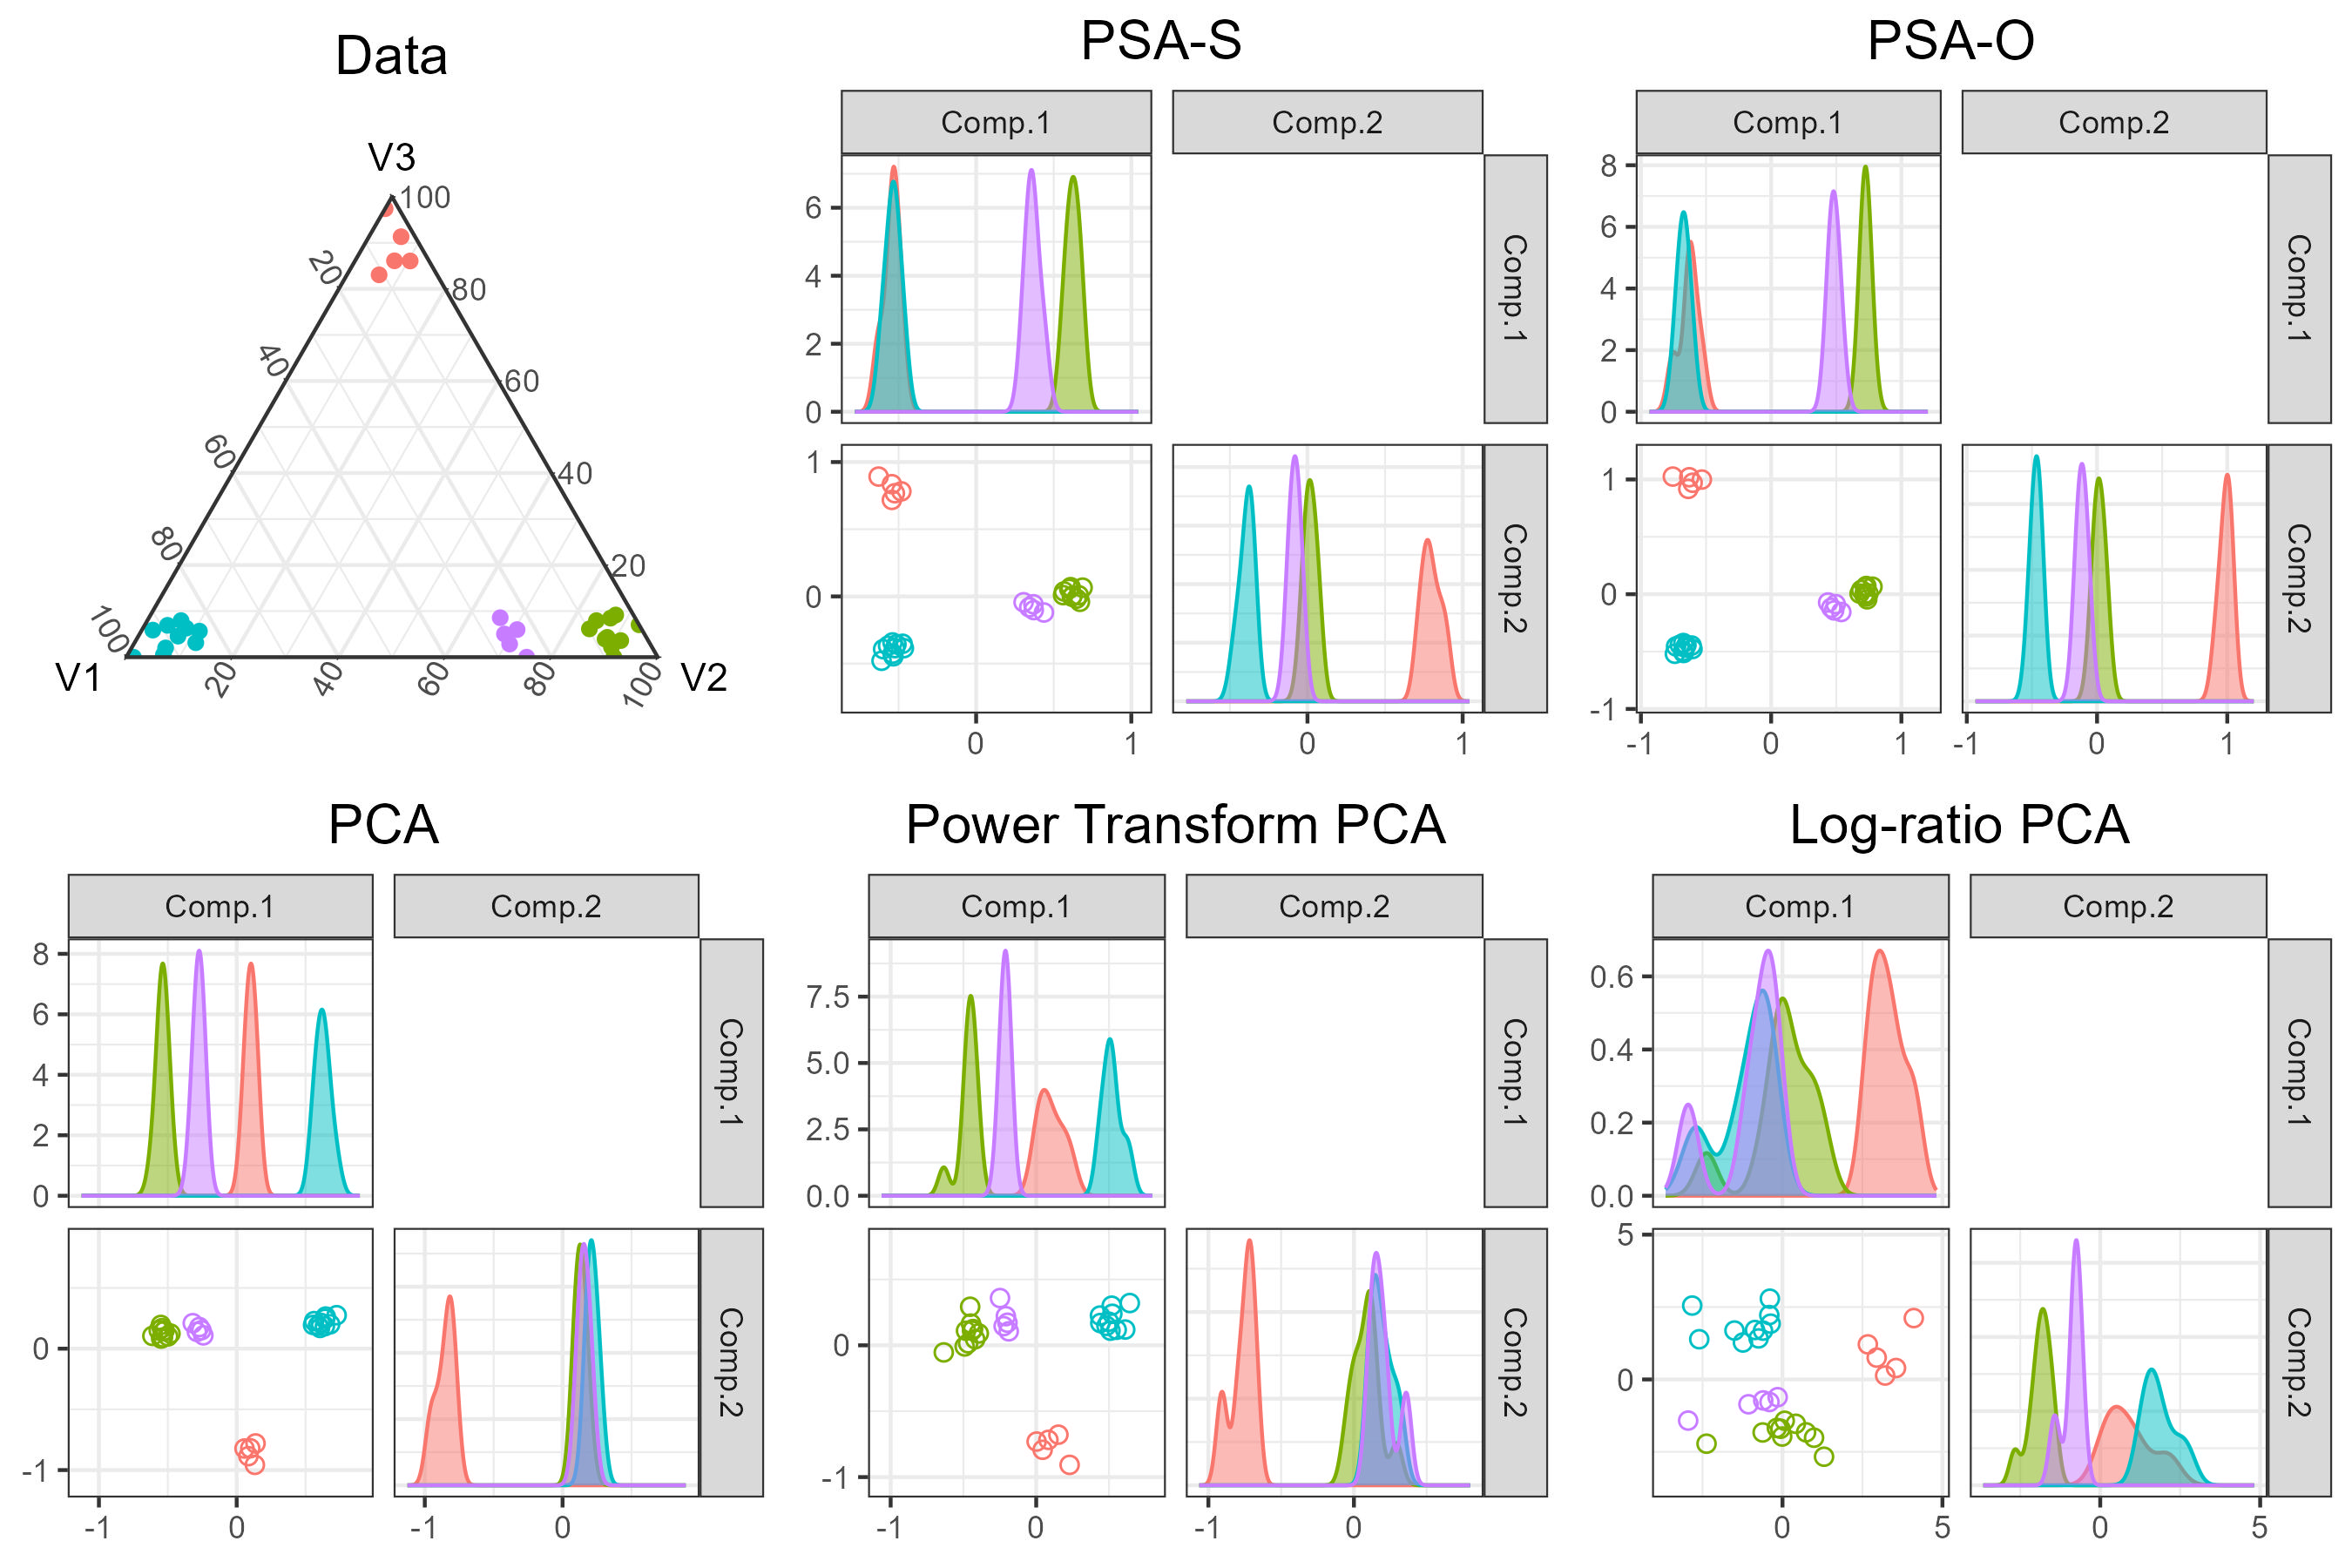 Data
V3
100
20
80
40
60
60
40
80
20
100
V1
V2
20
40
60
80
100
PSA-S
Comp.1
Comp.2
6
4
2
0
Comp.1
1
0
Comp.2
0
1
0
1
PSA-O
Comp.1
Comp.2
8
6
4
2
0
Comp.1
1
0
-1
Comp.2
-1
0
1
-1
0
1
PCA
Comp.1
Comp.2
8
6
4
2
0
Comp.1
0
-1
Comp.2
-1
0
-1
0
Power Transform PCA
Comp.1
Comp.2
7.5
5.0
2.5
0.0
Comp.1
0
-1
Comp.2
-1
0
-1
0
Log-ratio PCA
Comp.1
Comp.2
0.6
0.4
0.2
0.0
Comp.1
5
0
Comp.2
0
5
0
5